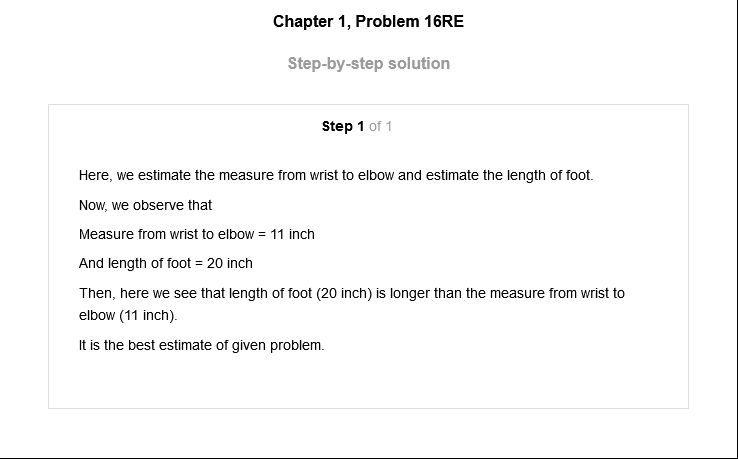 Chapter 1, Problem 16RE
Step-by-step solution
Step 1 of 1
Here, we estimate the measure from wrist to elbow and estimate the length of foot.
Now, we observe that
Measure from wrist to elbow = 11 inch
And length of foot = 20 inch
Then, here we see that length of foot (20 inch) is longer than the measure from wrist to
elbow (11 inch).
It is the best estimate of given problem.